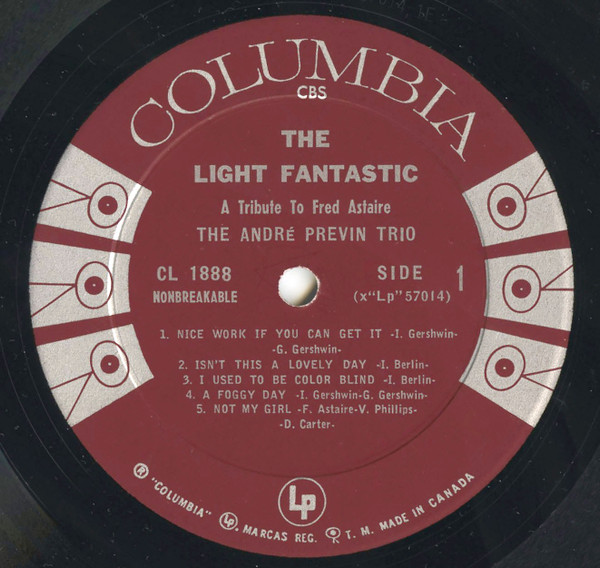 COLUMBIA
CBS
THE
LIGHT FANTASTIC
A Tribute To Fred Astaire
THE ANDRé PREVIN TRIO
CL 1888
NONBREAKABLE
SIDE 1
(x"Lp"57014)
1. NICE WORK IF YOU CAN GET IT -I. Gershwin-
-G. Gershwin-
2. ISN'T THIS A LOVELY DAY -I. Berlin-
3. I USED TO BE COLOR BLIND -I. Berlin-
4. A FOGGY DAY -I. Gershwin-G. Gershwin-
5. NOT MY GIRL -F. Astaire-V. Phillips-
-D. Carter-
Lp
® "COLUMBIA" Lp, MARCAS REG. T. M. MADE IN CANADA